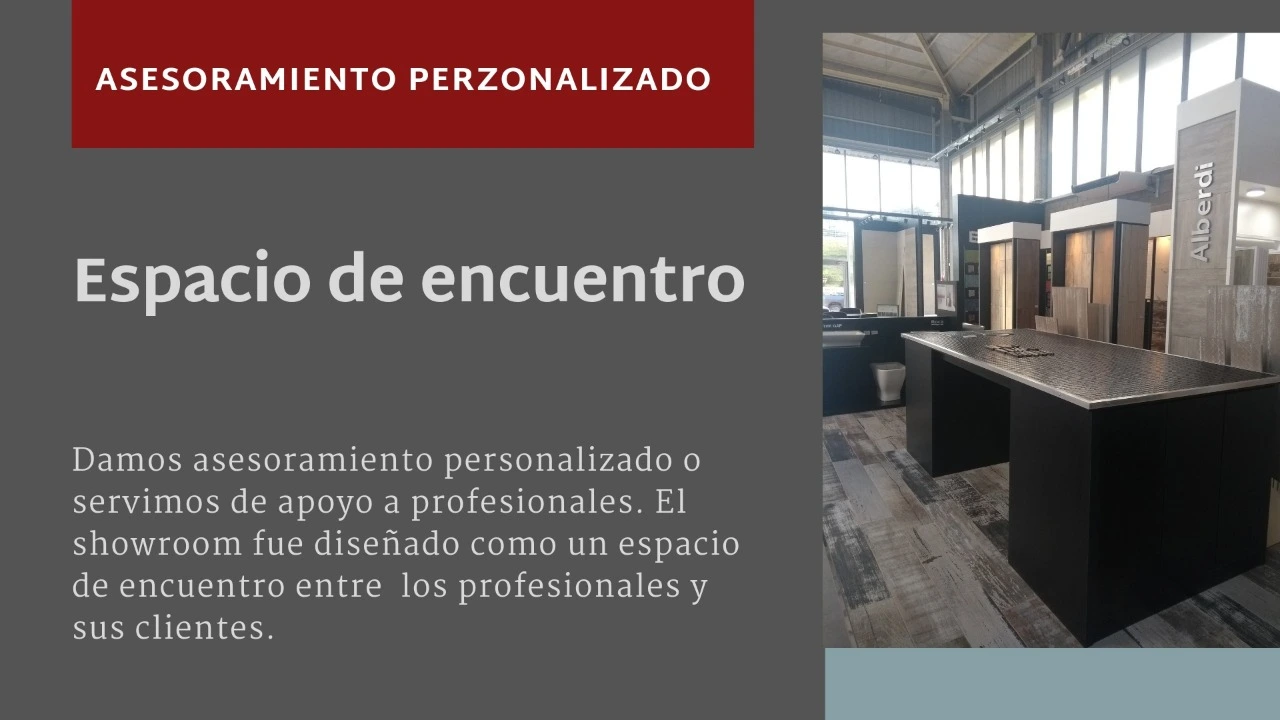 ASESORAMIENTO PERZONALIZADO
Espacio de encuentro
Damos asesoramiento personalizado o
servimos de apoyo a profesionales. El
showroom fue diseñado como un espacio
de encuentro entre  los profesionales y
sus clientes.
Alberdi